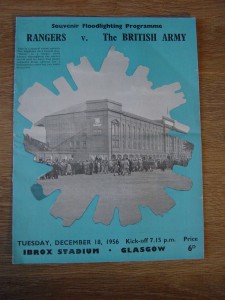 Souvenir Floodlighting Programme
RANGERS v. The BRITISH ARMY
TUESDAY, DECEMBER 18, 1956 Kick-off 7.15 p.m. Price
IBROX STADIUM • GLASGOW 6D